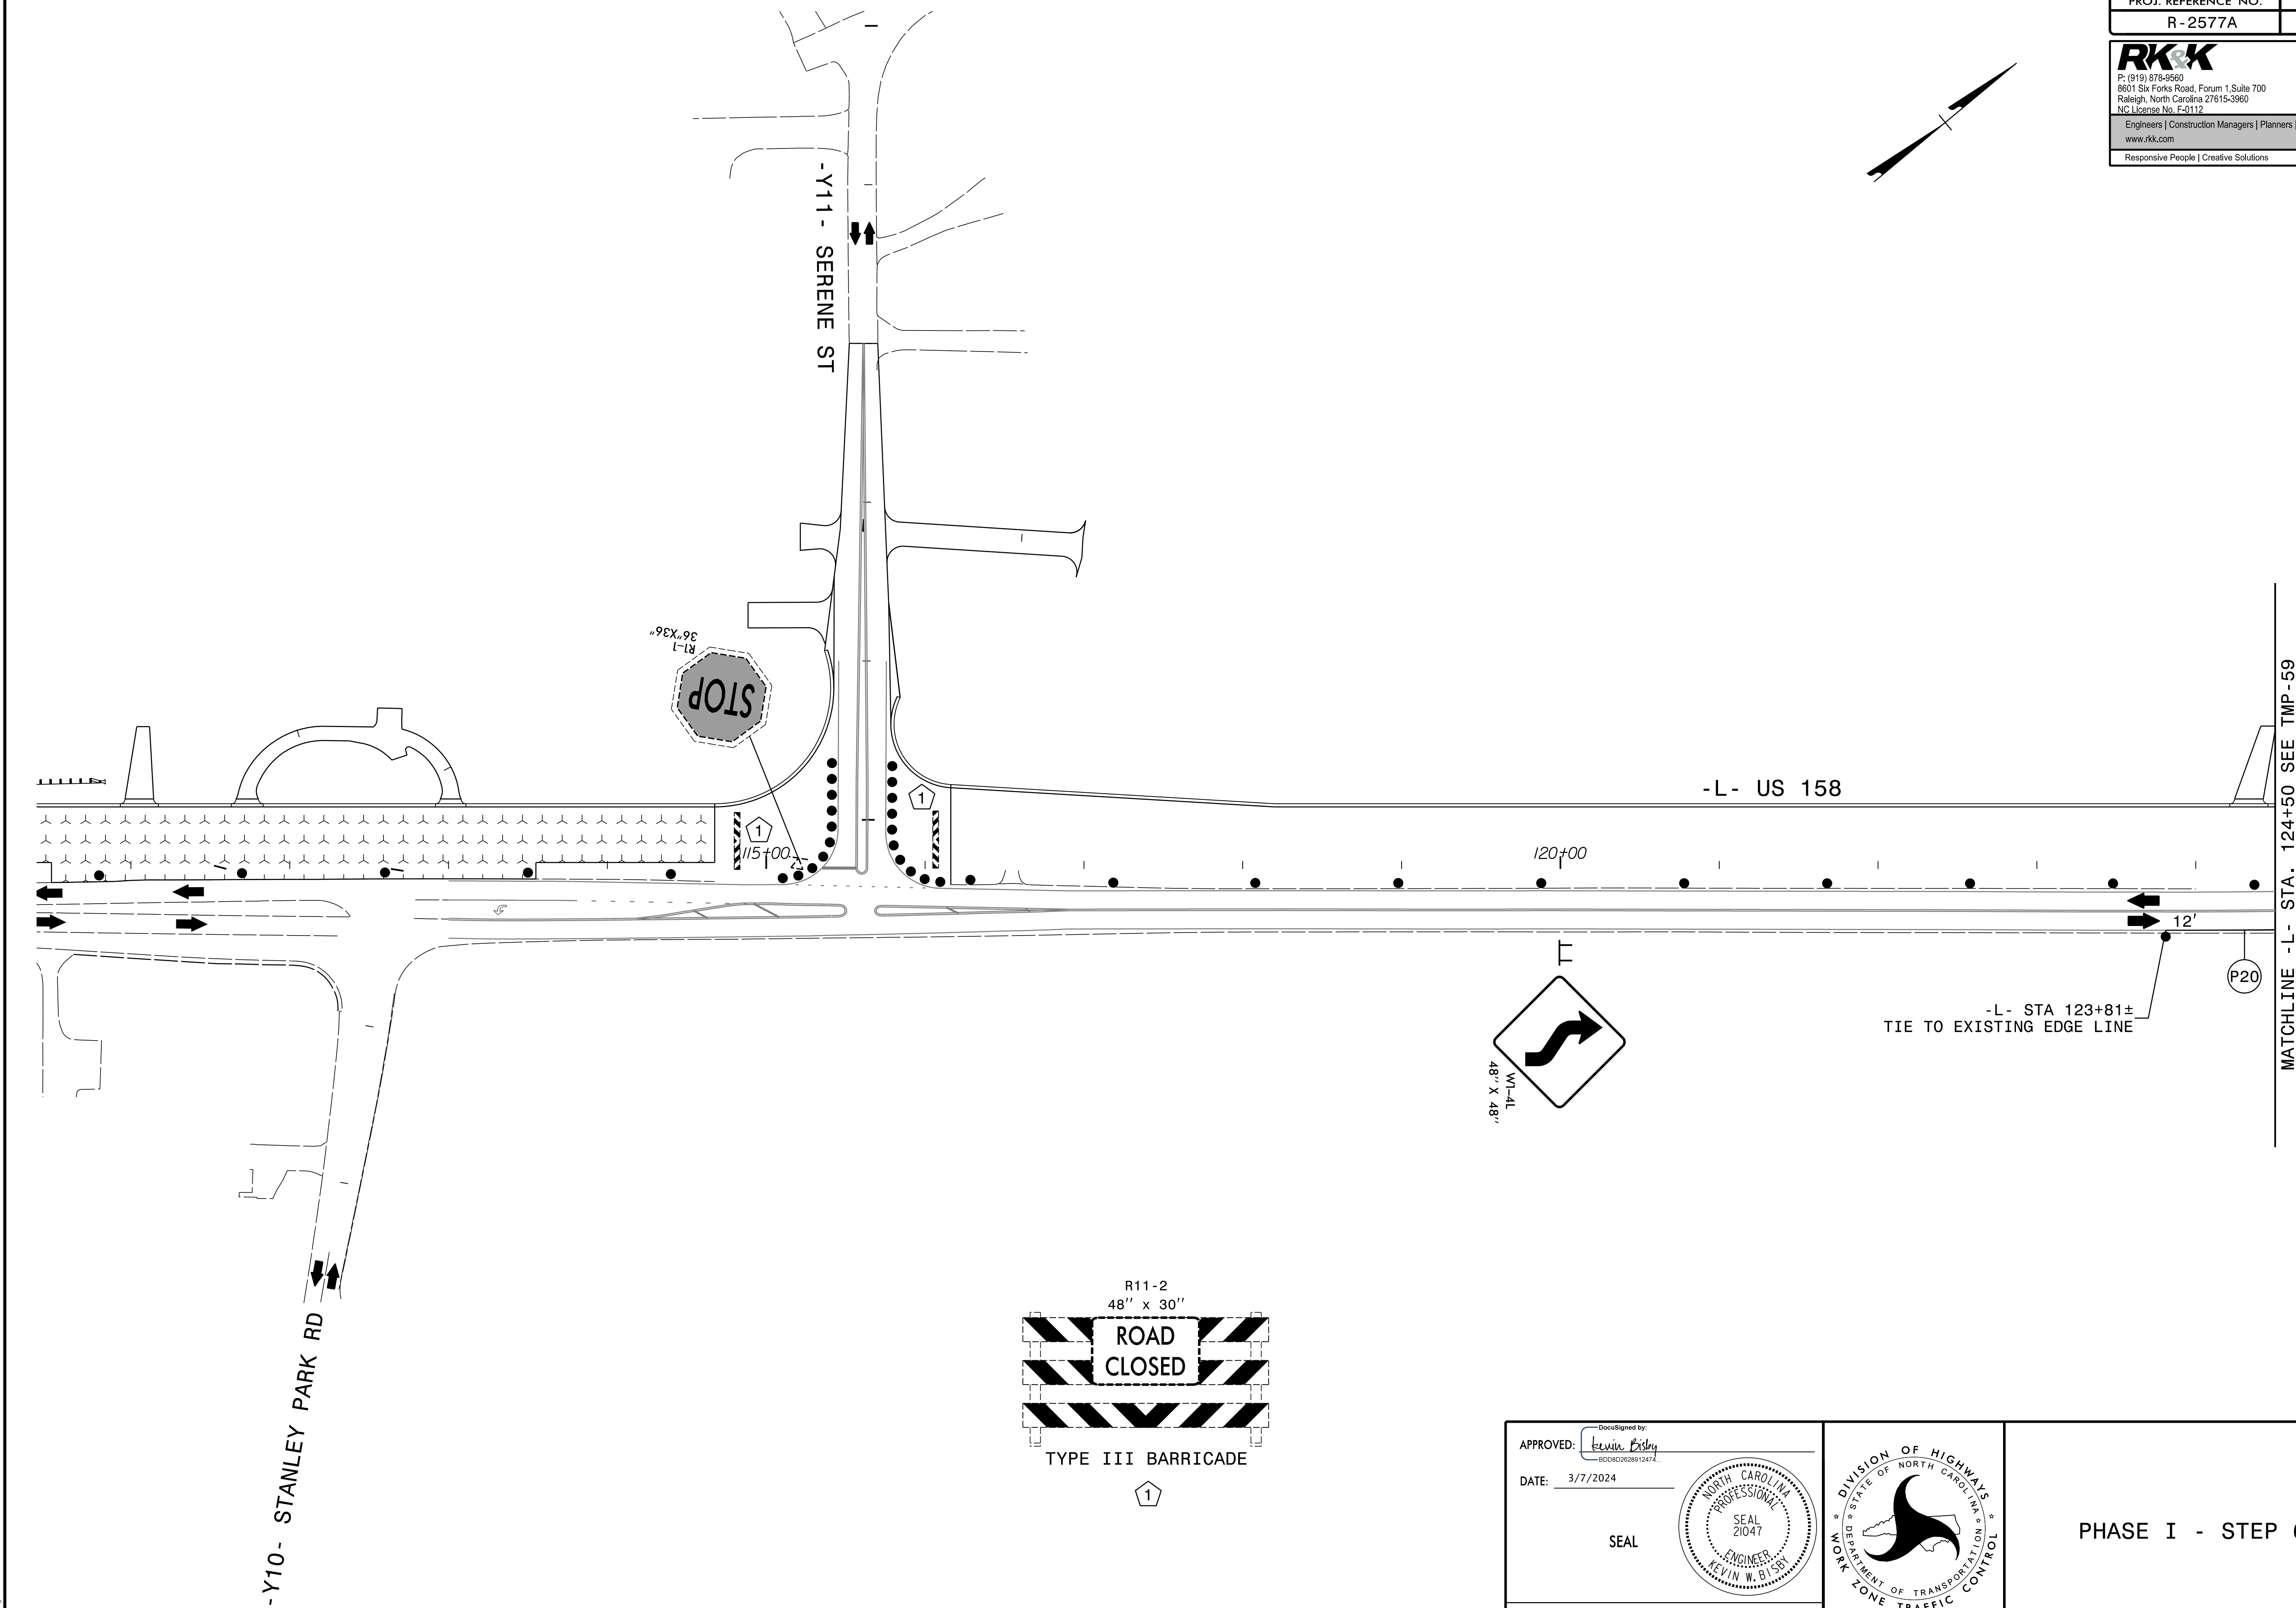 PROJ. REFERENCE NO.
R-2577A
RK&K
P: (919) 878-9560
8601 Six Forks Road, Forum 1,Suite 700
Raleigh, North Carolina 27615-3960
NC License No. F-0112
Engineers | Construction Managers | Planners |
www.rkk.com
Responsive People | Creative Solutions
-Y11- SERENE ST
R1-1
36"X36"
STOP
1
1
115+00
120+00
-L- US 158
12'
P20
-L- STA 123+81±
TIE TO EXISTING EDGE LINE
MATCHLINE -L- STA. 124+50 SEE TMP-59
W1-4L
48" X 48"
-Y10- STANLEY PARK RD
R11-2
48" x 30"
ROAD
CLOSED
TYPE III BARRICADE
1
APPROVED:
DocuSigned by:
Kevin Bisby
BDD8D2628912474...
DATE: 3/7/2024
SEAL
NORTH CAROLINA
PROFESSIONAL
SEAL
21047
ENGINEER
KEVIN W. BISBY
DIVISION OF HIGHWAYS
STATE OF NORTH CAROLINA
DEPARTMENT OF TRANSPORTATION
WORK ZONE TRAFFIC CONTROL
PHASE I - STEP